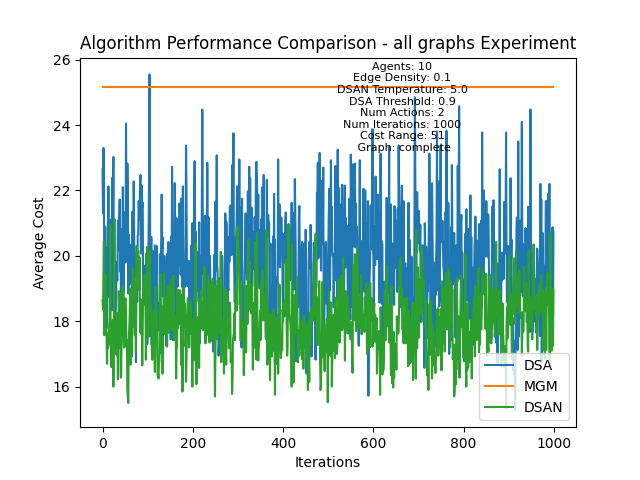 Algorithm Performance Comparison - all graphs Experiment
26
24
22
20
18
16
Average Cost
Agents: 10
Edge Density: 0.1
DSAN Temperature: 5.0
DSA Threshold: 0.9
Num Actions: 2
Num Iterations: 1000
Cost Range: 51
Graph: complete
DSA
MGM
DSAN
0 200 400 600 800 1000
Iterations